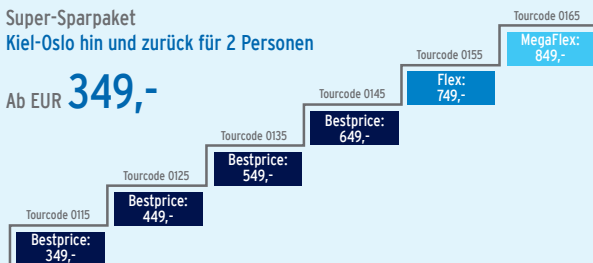 Super-Sparpaket
Kiel-Oslo hin und zurück für 2 Personen
Ab EUR 349,-
Tourcode 0165
MegaFlex:
849,-
Tourcode 0155
Flex:
749,-
Tourcode 0145
Bestprice:
649,-
Tourcode 0135
Bestprice:
549,-
Tourcode 0125
Bestprice:
449,-
Tourcode 0115
Bestprice:
349,-